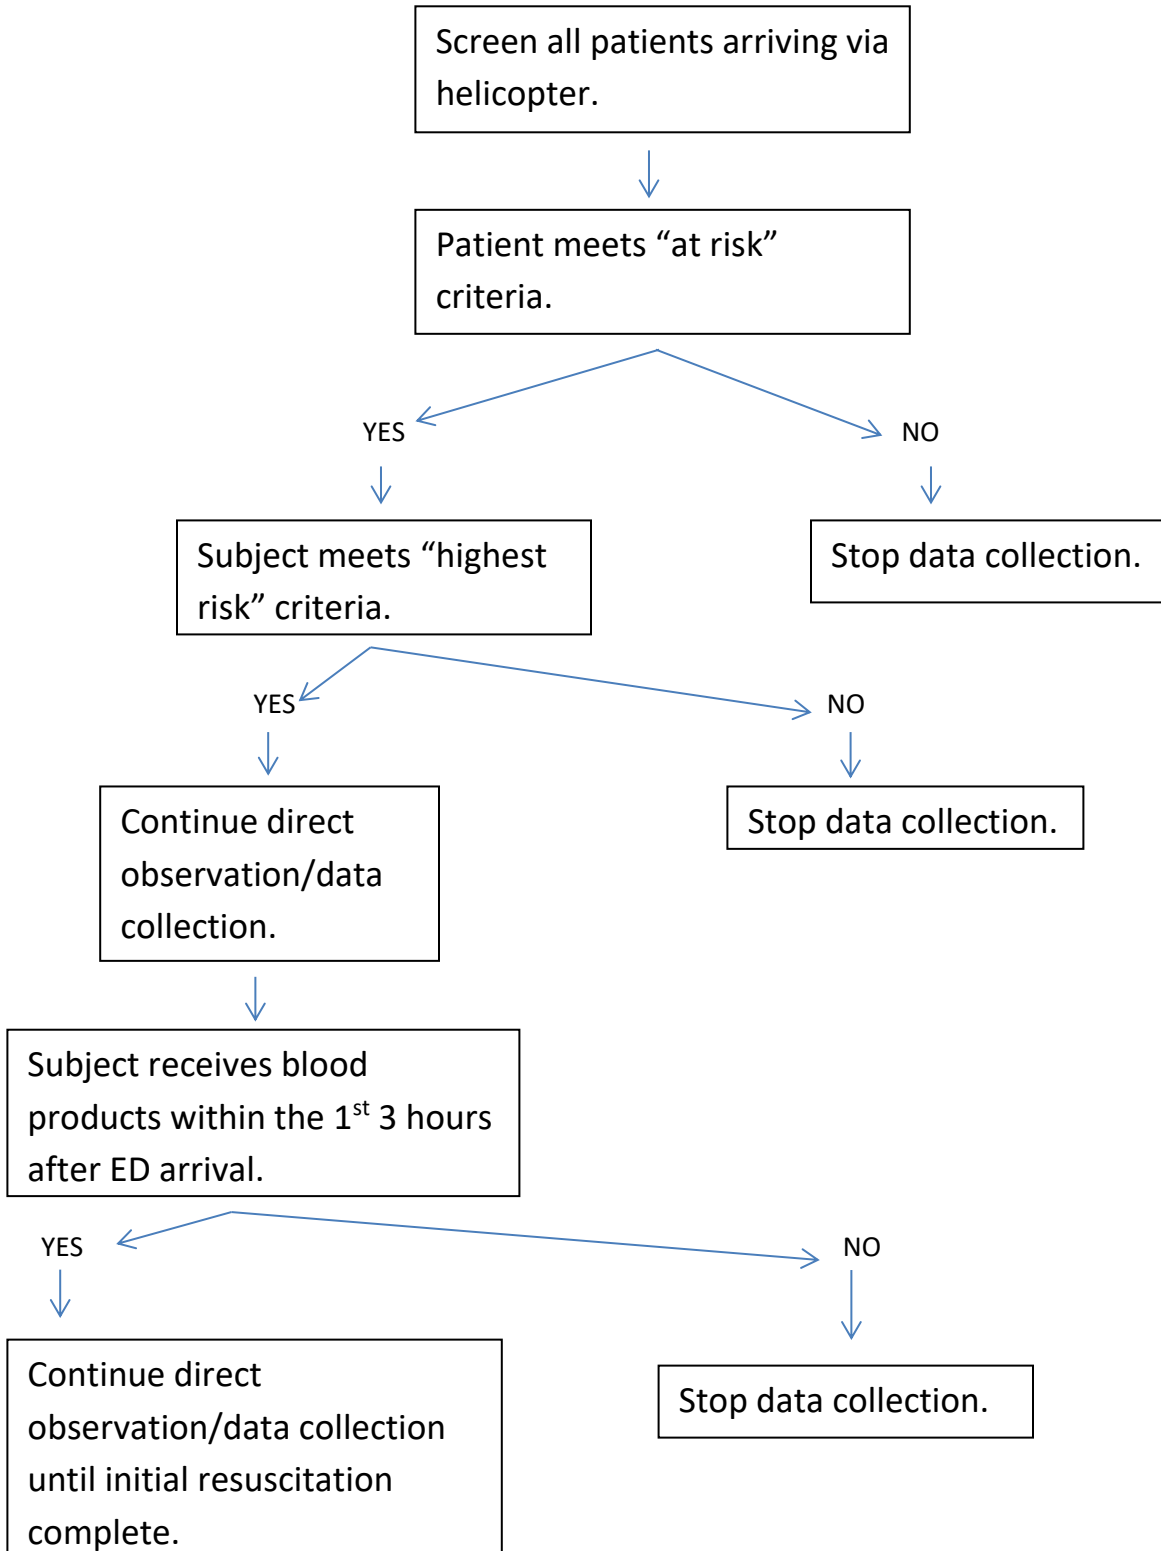 Screen all patients arriving via
helicopter.
Patient meets “at risk”
criteria.
YES
NO
Subject meets “highest
risk” criteria.
Stop data collection.
YES
NO
Continue direct
observation/data
collection.
Stop data collection.
Subject receives blood
products within the 1st 3 hours
after ED arrival.
YES
NO
Continue direct
observation/data collection
until initial resuscitation
complete.
Stop data collection.